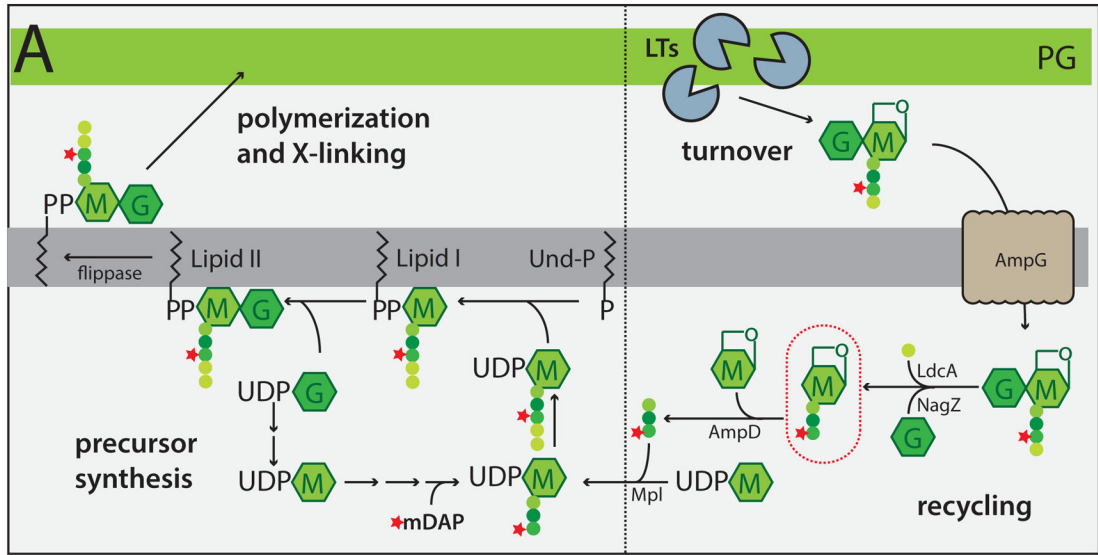 A
LTs
PG
polymerization
and X-linking
turnover
G M O
PP M G
flippase
Lipid II
Lipid I
Und-P
AmpG
PP M G
PP M
P
UDP G
UDP M
M O
M O
LdcA
NagZ
G
G M O
AmpD
precursor
synthesis
UDP M
mDAP
UDP M
Mpl
UDP M
recycling